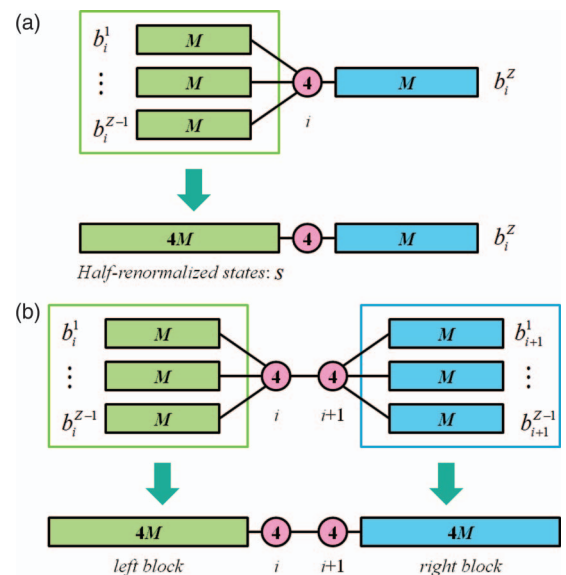 (a)
b_i^1 M
⋮ M 4 M b_i^Z
b_i^{Z-1} M i
4M 4 M b_i^Z
Half-renormalized states: s
(b)
b_i^1 M M b_{i+1}^1
⋮ M 4 4 M ⋮
b_i^{Z-1} M i i+1 M b_{i+1}^{Z-1}
4M 4 4 4M
left block i i+1 right block